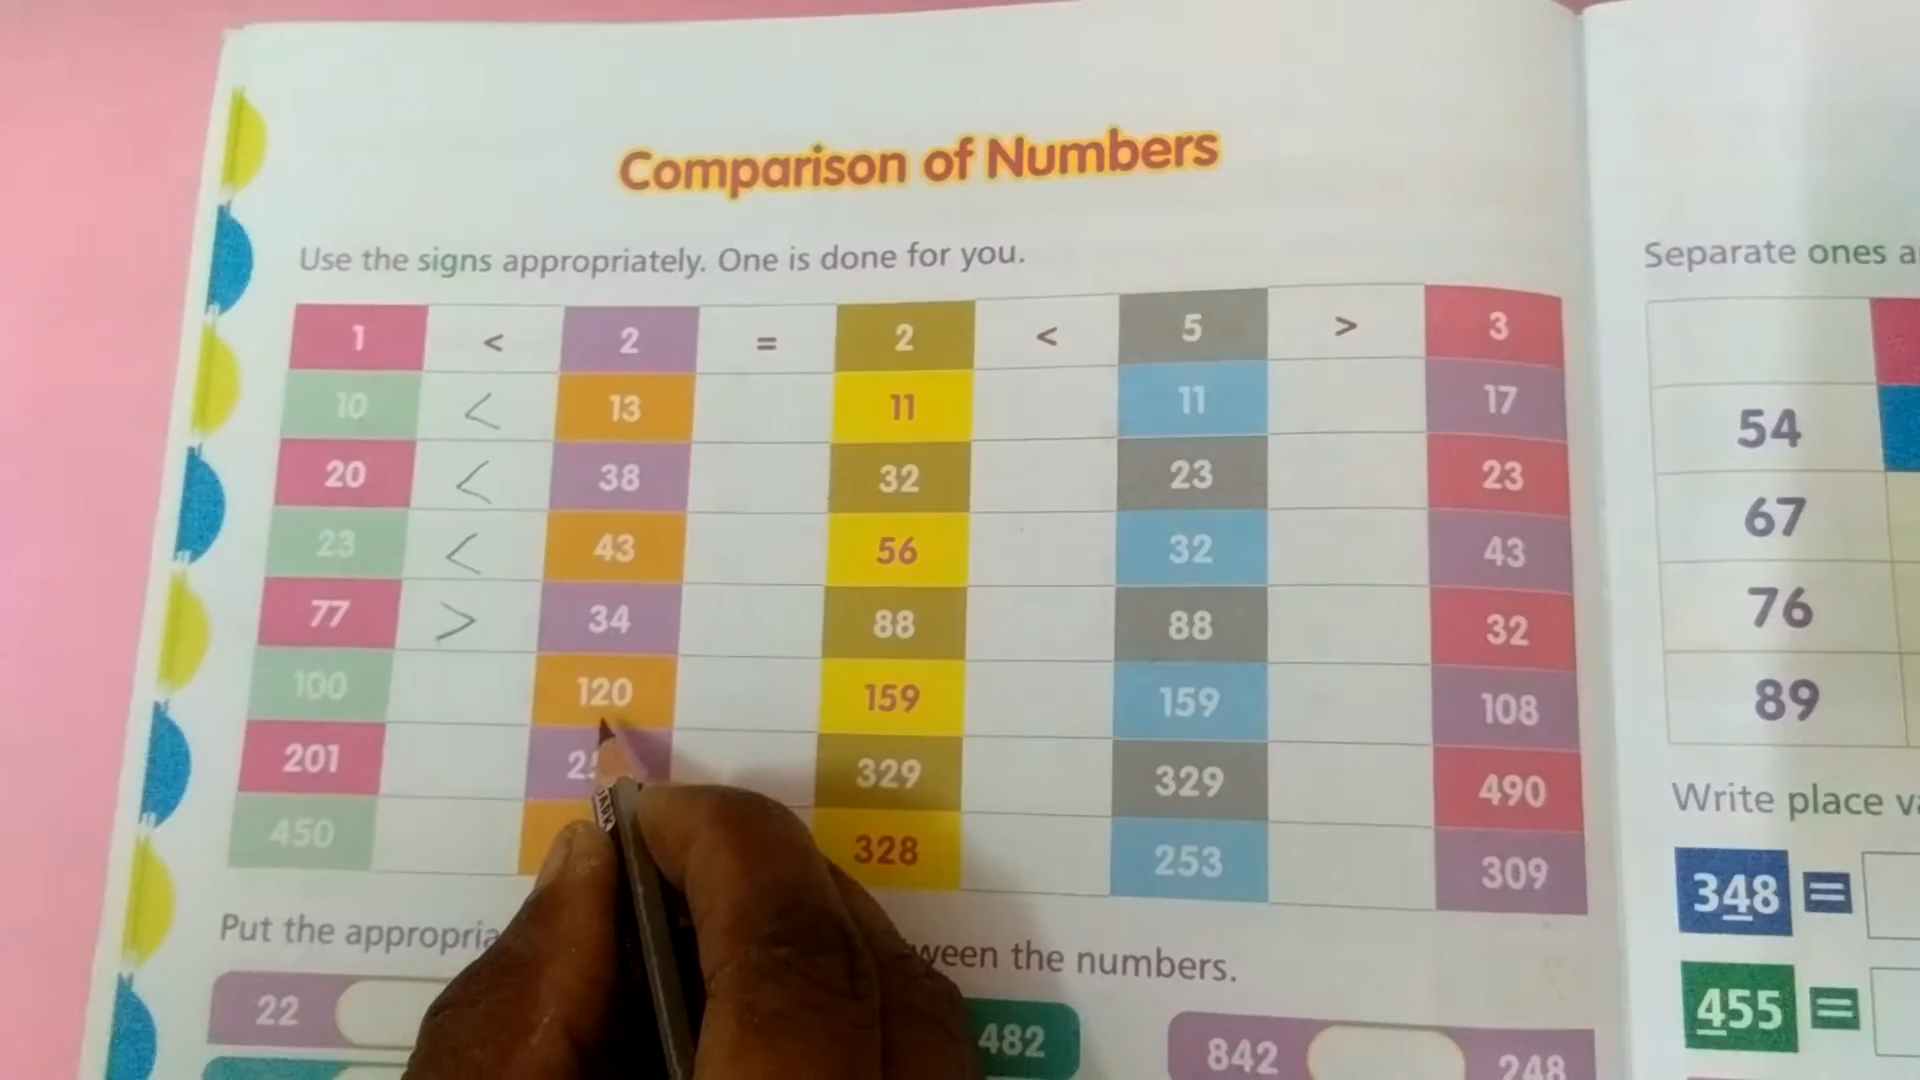 Comparison of Numbers
Use the signs appropriately. One is done for you.
1 < 2 = 2 < 5 > 3
10 < 13 11 11 17
20 < 38 32 23 23
23 < 43 56 32 43
77 > 34 88 88 32
100 120 159 159 108
201 329 329 490
450 328 253 309
Put the between the numbers.
22 482 842 248
Separate ones
54
67
76
89
Write place
348 =
455 =